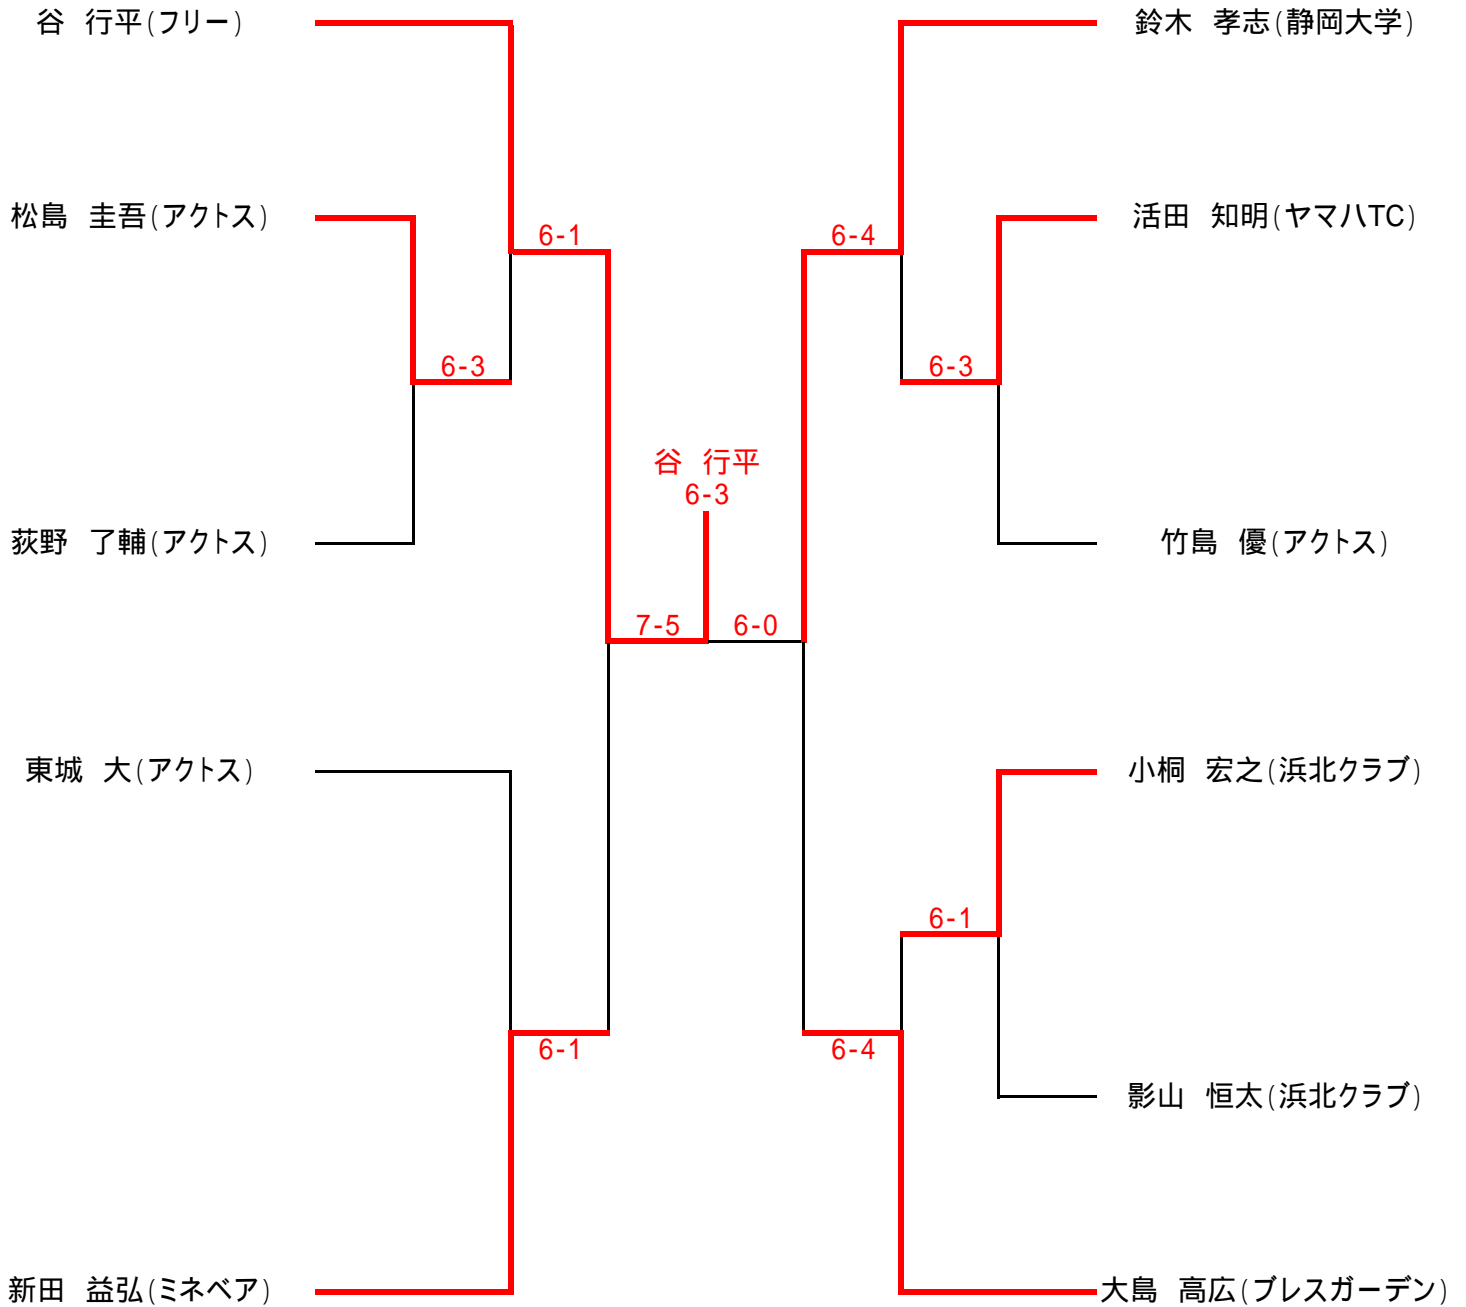 谷　行平(フリー)
鈴木　孝志(静岡大学)
松島　圭吾(アクトス)
活田　知明(ヤマハTC)
6-1
6-4
6-3
6-3
谷　行平
6-3
荻野　了輔(アクトス)
竹島　優(アクトス)
7-5
6-0
東城　大(アクトス)
小桐　宏之(浜北クラブ)
6-1
6-1
6-4
影山　恒太(浜北クラブ)
新田　益弘(ミネベア)
大島　高広(ブレスガーデン)